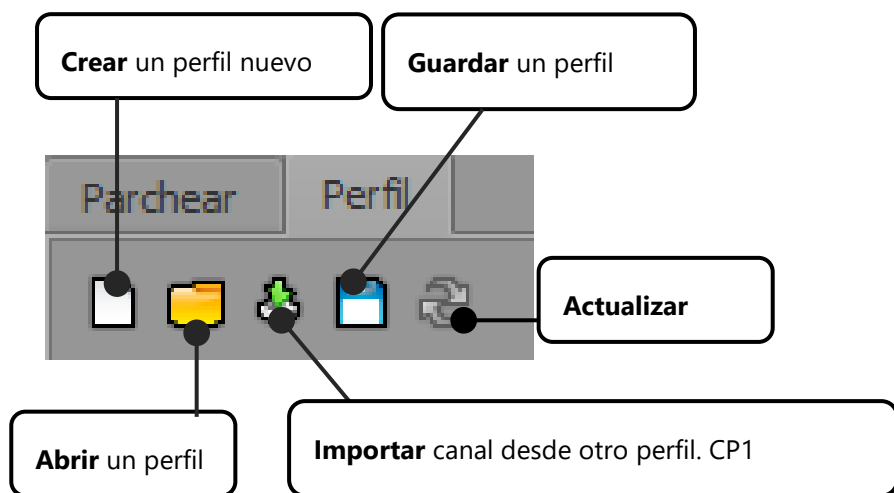 Crear un perfil nuevo
Guardar un perfil
Parchear
Perfil
Actualizar
Abrir un perfil
Importar canal desde otro perfil. CP1